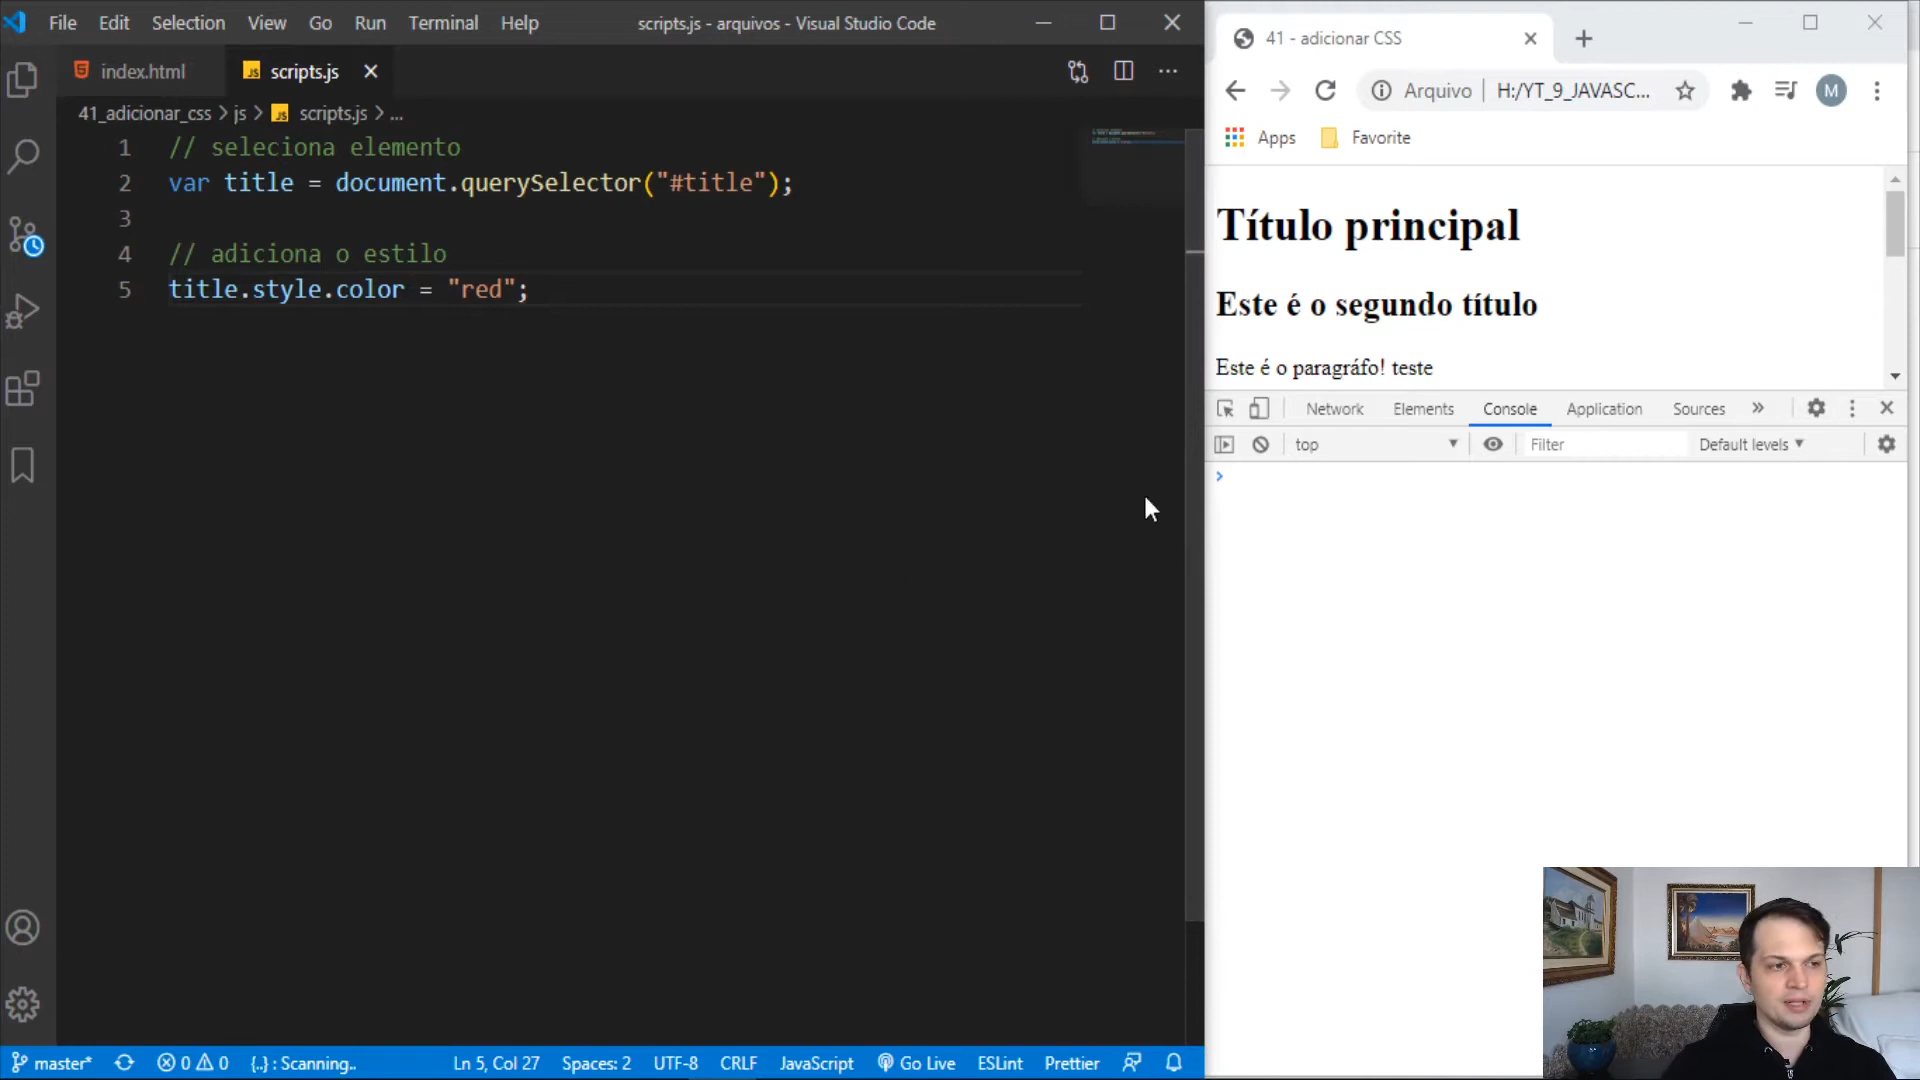 File Edit Selection View Go Run Terminal Help scripts.js - arquivos - Visual Studio Code
index.html scripts.js
41_adicionar_css > js > scripts.js > ...
1 // seleciona elemento
2 var title = document.querySelector("#title");
3
4 // adiciona o estilo
5 title.style.color = "red";
master* 0 0 {..} : Scanning.. Ln 5, Col 27 Spaces: 2 UTF-8 CRLF JavaScript Go Live ESLint Prettier
41 - adicionar CSS
Arquivo H:/YT_9_JAVASC... M
Apps Favorite
Título principal
Este é o segundo título
Este é o paragráfo! teste
Network Elements Console Application Sources »
top Filter Default levels
>